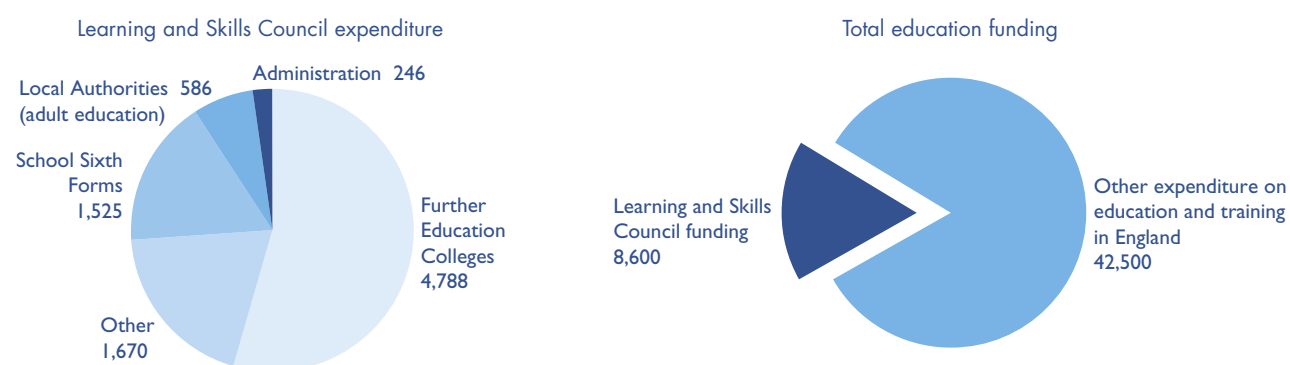 Learning and Skills Council expenditure
Administration 246
Local Authorities 586
(adult education)
School Sixth
Forms
1,525
Further
Education
Colleges
4,788
Other
1,670
Total education funding
Learning and Skills
Council funding
8,600
Other expenditure on
education and training
in England
42,500